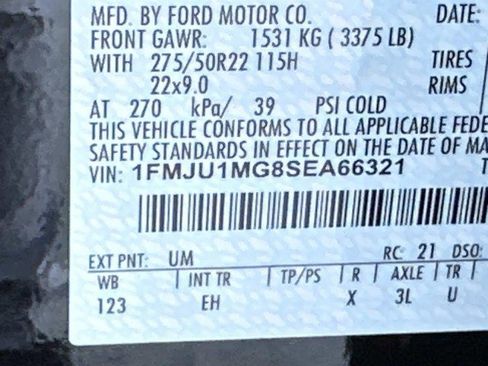 MFD. BY FORD MOTOR CO. DATE:
FRONT GAWR: 1531 KG ( 3375 LB)
WITH 275/50R22 115H TIRES
22x9.0 RIMS
AT 270 kPa/ 39 PSI COLD
THIS VEHICLE CONFORMS TO ALL APPLICABLE FEDE
SAFETY STANDARDS IN EFFECT ON THE DATE OF MA
VIN: 1FMJU1MG8SEA66321 T
EXT PNT: UM RC: 21 DSO:
WB | INT TR | TP/PS | R | AXLE | TR |
123 EH X 3L U